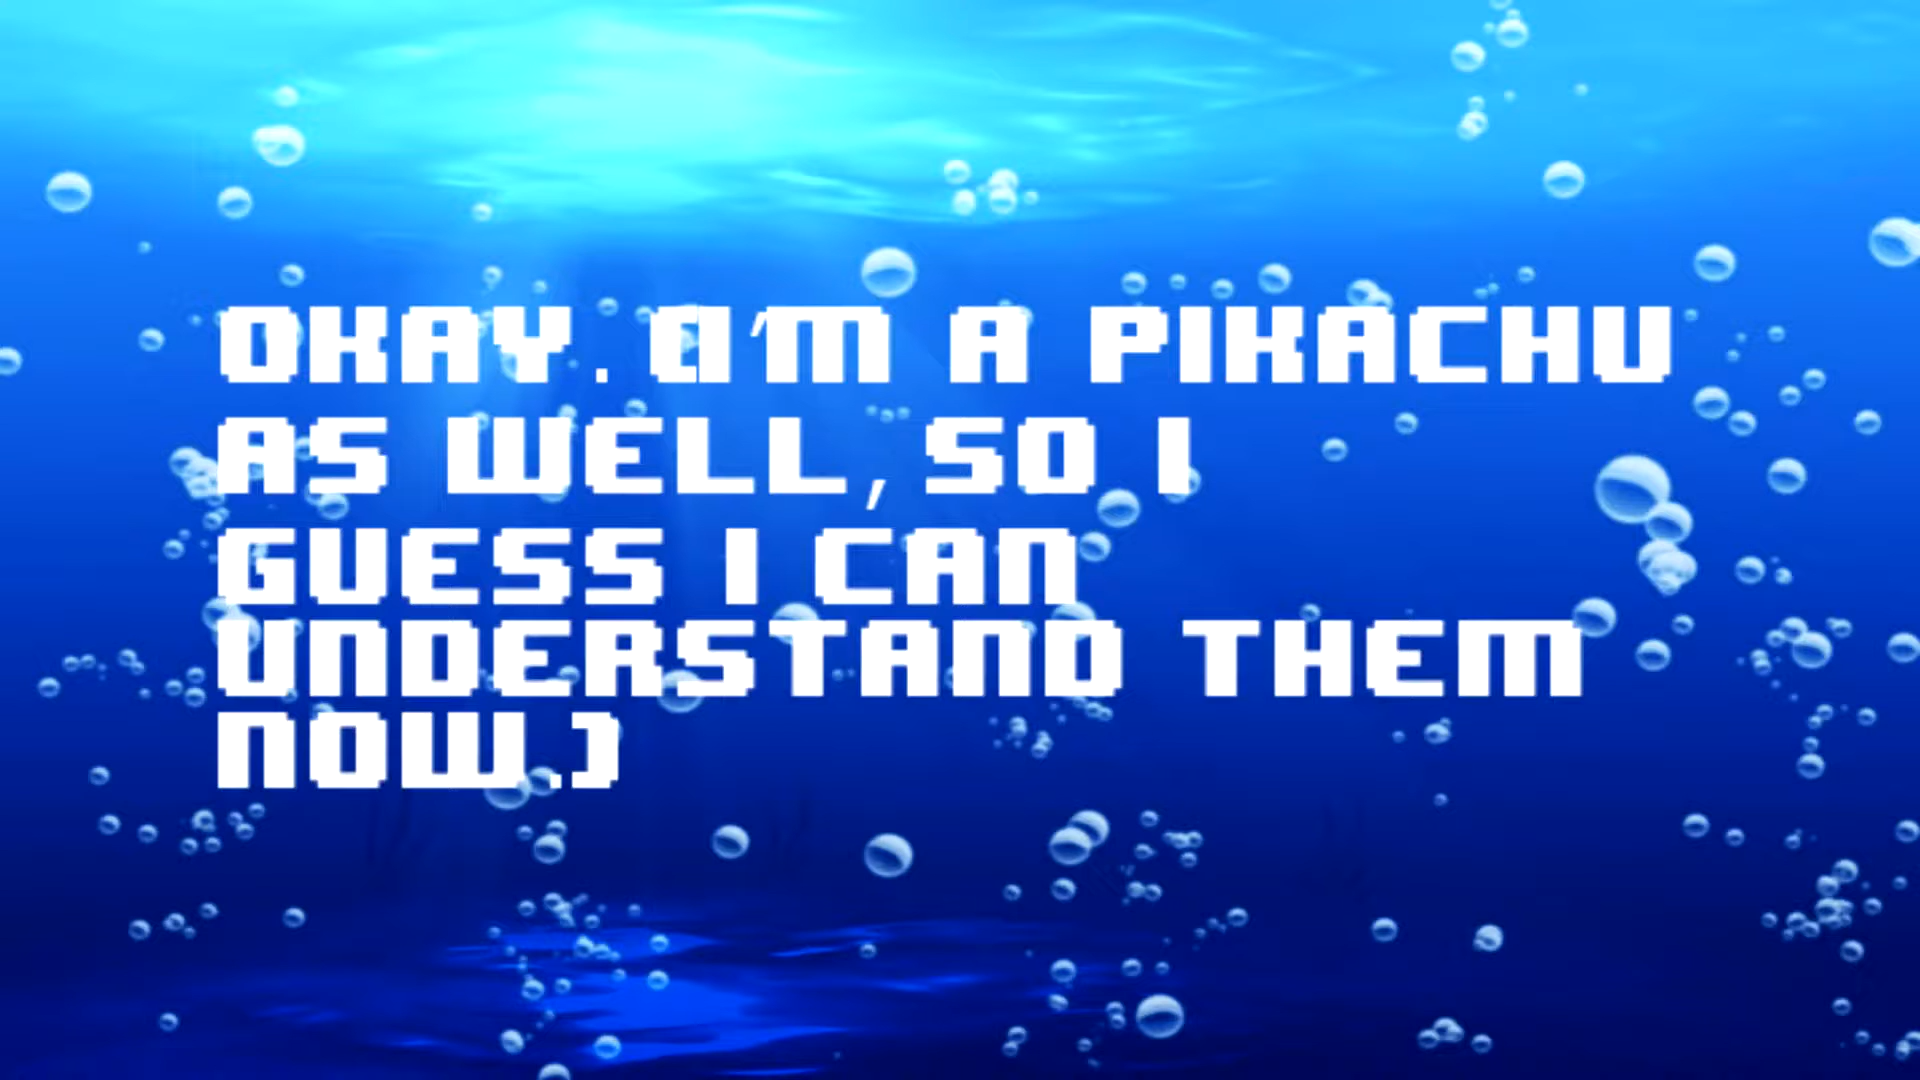 OKAY. (I'M A PIKACHU
AS WELL, SO I
GUESS I CAN
UNDERSTAND THEM
NOW.)